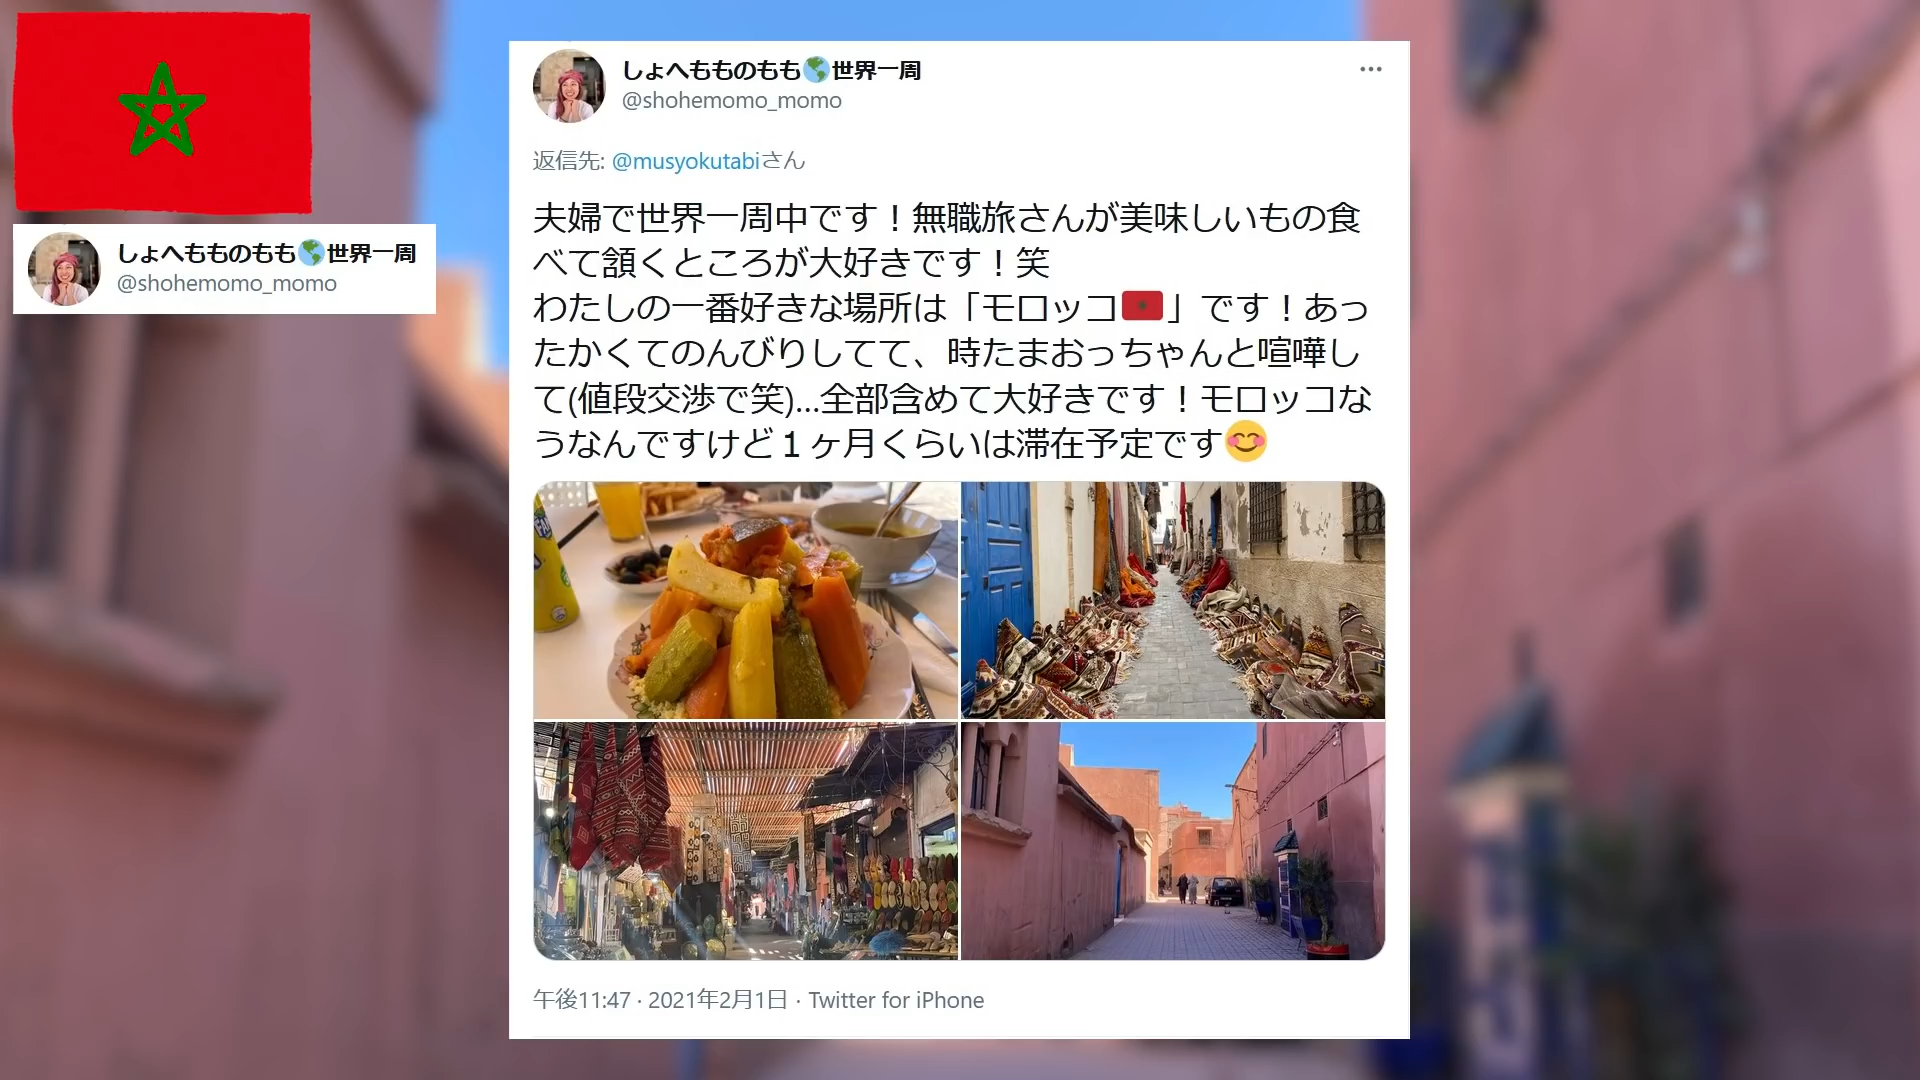 しょへもものもも🌎世界一周
@shohemomo_momo
しょへもものもも🌎世界一周
@shohemomo_momo
返信先: @musyokutabiさん
夫婦で世界一周中です！無職旅さんが美味しいもの食
べて頷くところが大好きです！笑
わたしの一番好きな場所は「モロッコ🇲🇦」です！あっ
たかくてのんびりしてて、時たまおっちゃんと喧嘩し
て(値段交渉で笑)...全部含めて大好きです！モロッコな
うなんですけど１ヶ月くらいは滞在予定です😊
午後11:47 · 2021年2月1日 · Twitter for iPhone